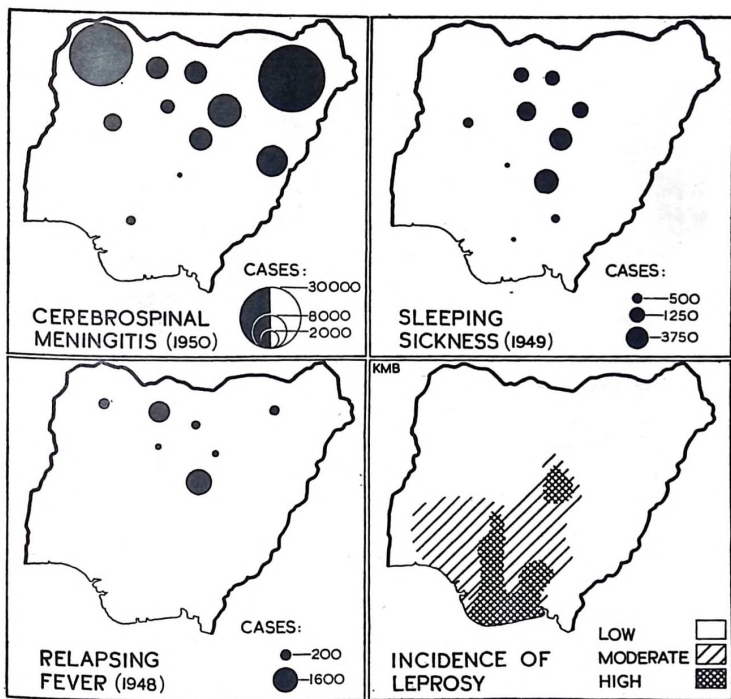 CASES:
30000
8000
2000
CEREBROSPINAL
MENINGITIS (1950)
CASES:
500
1250
3750
SLEEPING
SICKNESS (1949)
CASES:
200
1600
RELAPSING
FEVER (1948)
KMB
LOW
MODERATE
HIGH
INCIDENCE OF
LEPROSY